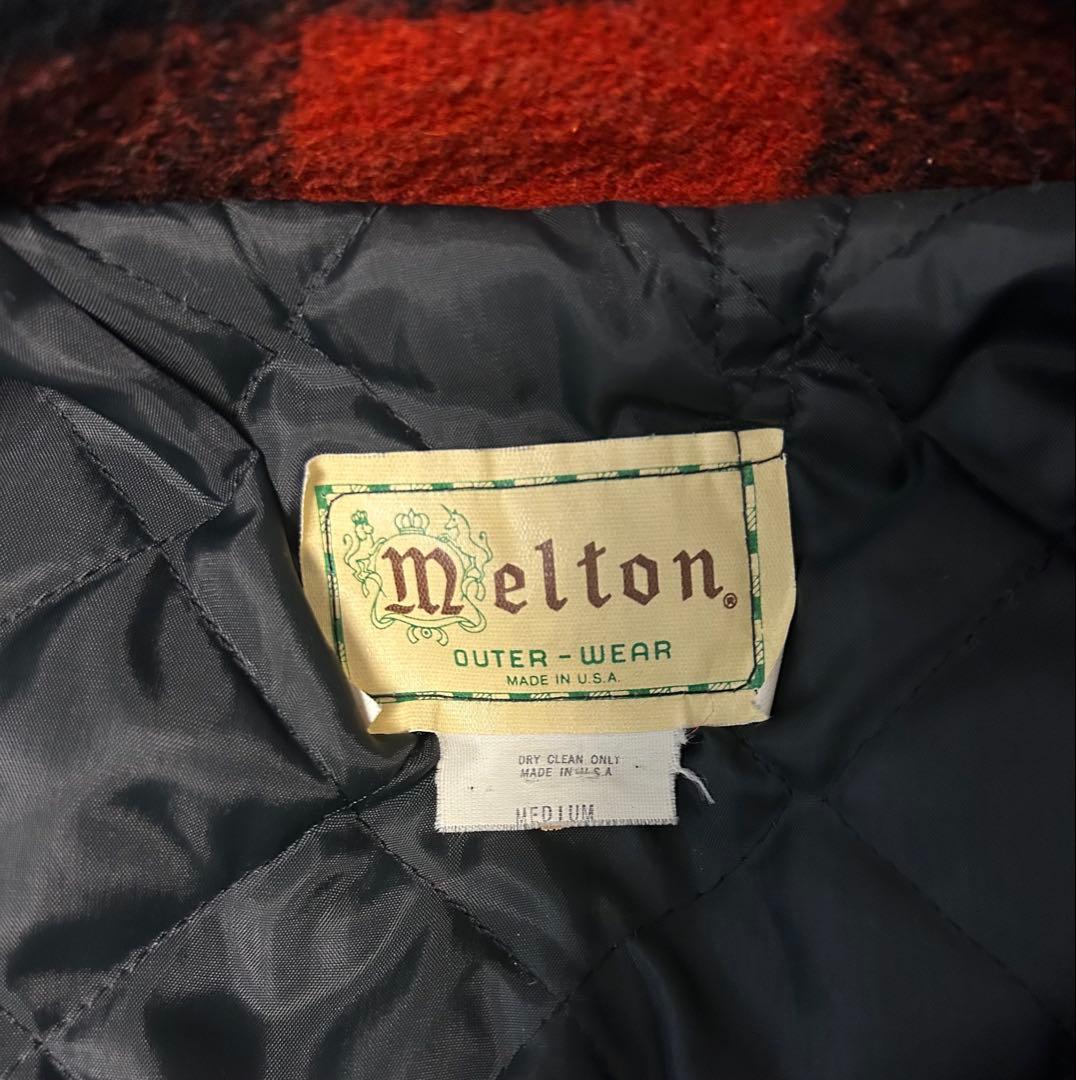 Melton®
OUTER-WEAR
MADE IN U.S.A.
DRY CLEAN ONLY
MADE IN U.S.A
MEDIUM